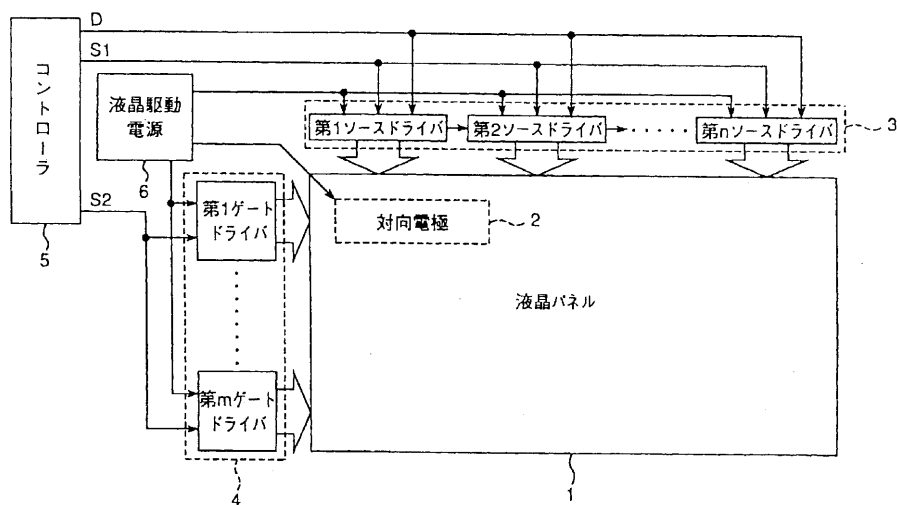 D
S1
コントローラ
液晶駆動
電源
6
第1ソースドライバ
第2ソースドライバ
第nソースドライバ
3
S2
5
第1ゲート
ドライバ
対向電極
2
液晶パネル
第mゲート
ドライバ
4
1